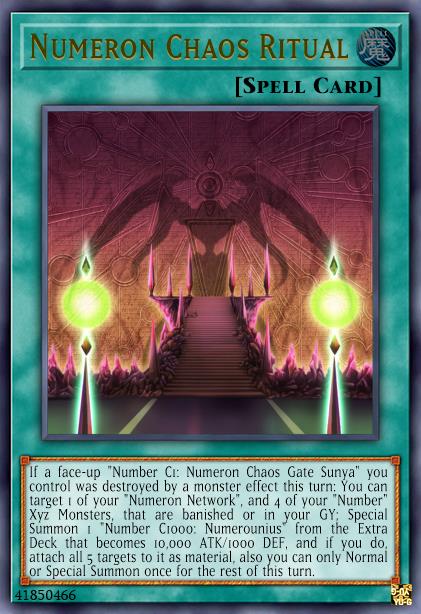 NUMERON CHAOS RITUAL
魔
[SPELL CARD]
If a face-up "Number C1: Numeron Chaos Gate Sunya" you
control was destroyed by a monster effect this turn: You can
target 1 of your "Numeron Network", and 4 of your "Number"
Xyz Monsters, that are banished or in your GY; Special
Summon 1 "Number C1000: Numerounius" from the Extra
Deck that becomes 10,000 ATK/1000 DEF, and if you do,
attach all 5 targets to it as material, also you can only Normal
or Special Summon once for the rest of this turn.
41850466